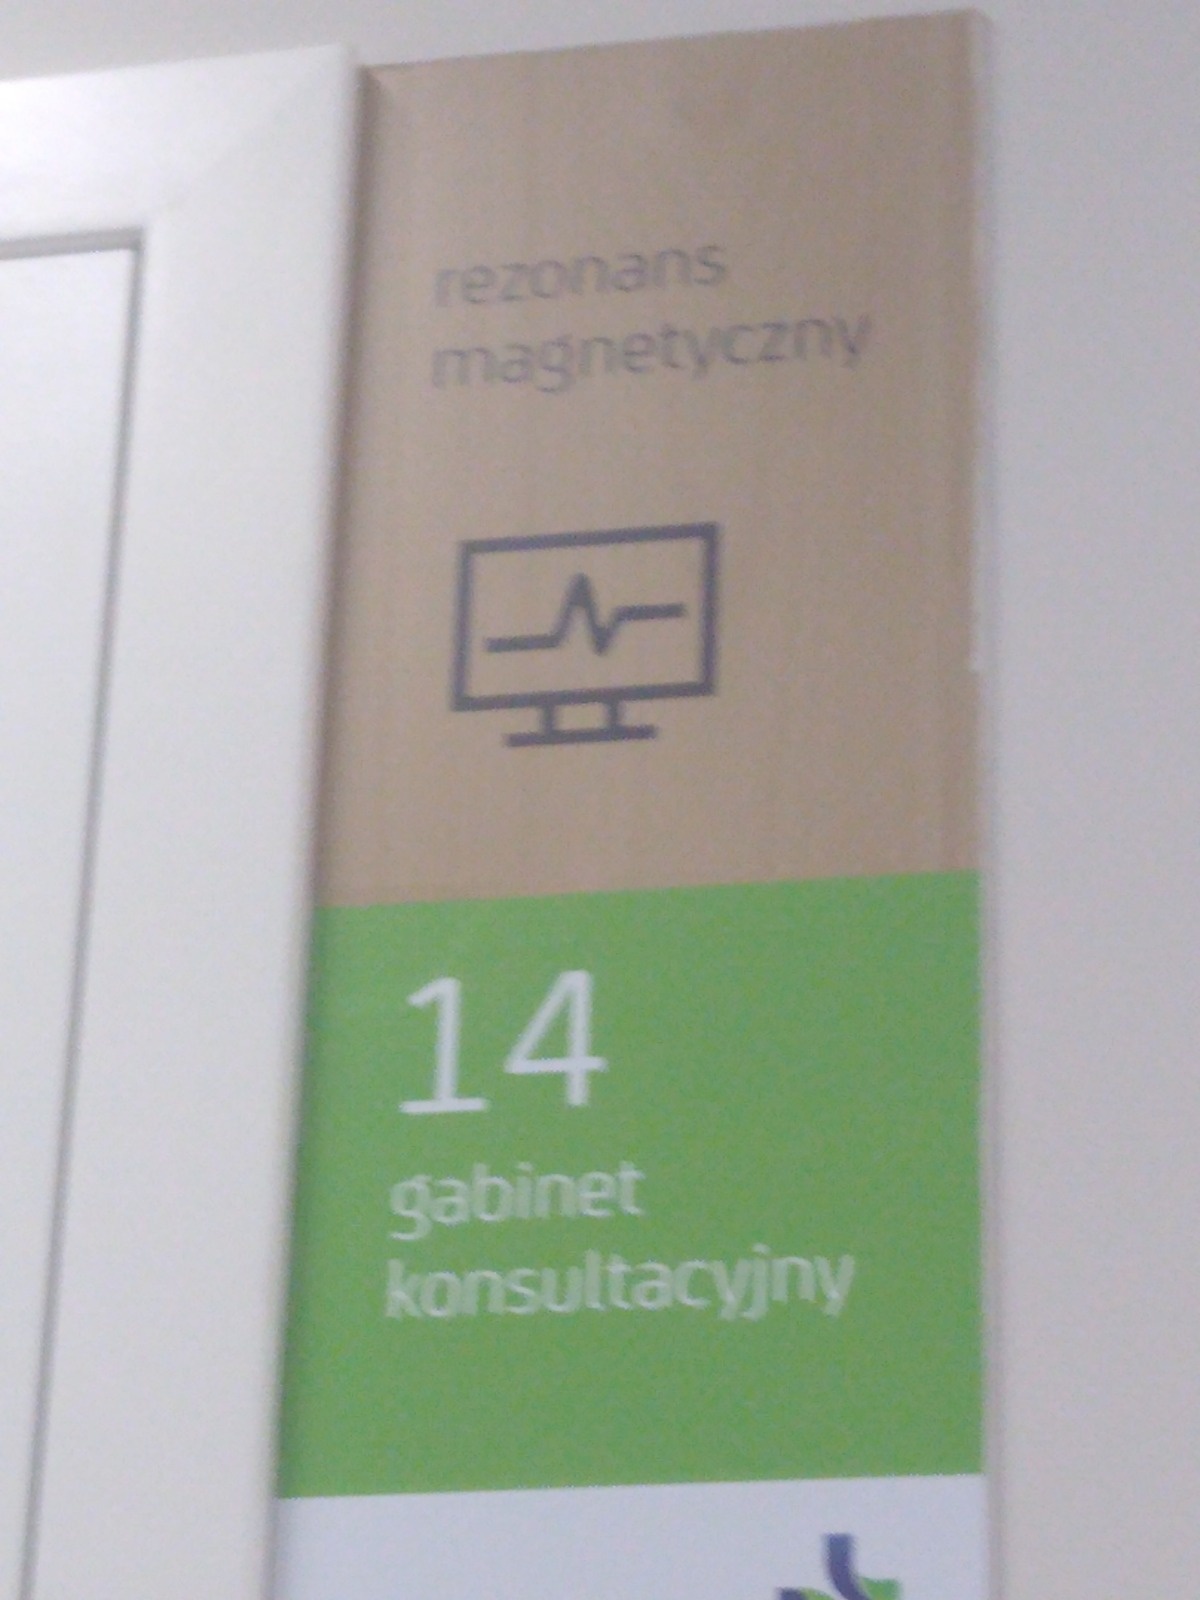 rezonans
magnetyczny
14
gabinet
konsultacyjny